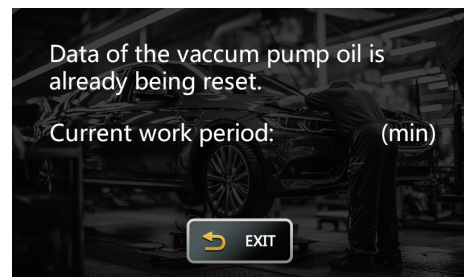 Data of the vaccum pump oil is
already being reset.
Current work period: (min)
EXIT